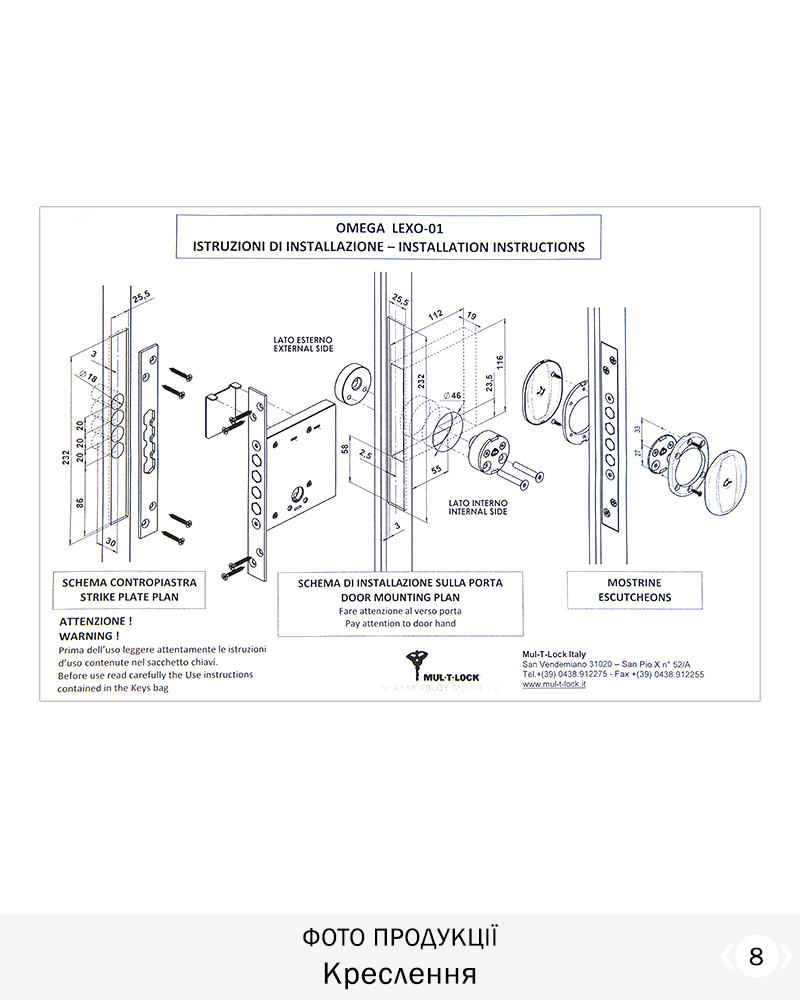 OMEGA LEXO-01
ISTRUZIONI DI INSTALLAZIONE – INSTALLATION INSTRUCTIONS
25,5
3
Ø 18
20
20
20
232
86
30
LATO ESTERNO
EXTERNAL SIDE
25,5
112
19
116
232
Ø 46
23,5
58
2,5
55
3
LATO INTERNO
INTERNAL SIDE
33
27
SCHEMA CONTROPIASTRA
STRIKE PLATE PLAN
SCHEMA DI INSTALLAZIONE SULLA PORTA
DOOR MOUNTING PLAN
Fare attenzione al verso porta
Pay attention to door hand
MOSTRINE
ESCUTCHEONS
ATTENZIONE !
WARNING !
Prima dell'uso leggere attentamente le istruzioni
d'uso contenute nel sacchetto chiavi.
Before use read carefully the Use instructions
contained in the Keys bag
MUL-T-LOCK
ASSA ABLOY
Mul-T-Lock Italy
San Vendemiano 31020 – San Pio X n° 52/A
Tel.+(39) 0438.912275 - Fax +(39) 0438.912255
www.mul-t-lock.it
ФОТО ПРОДУКЦІЇ
Креслення
8